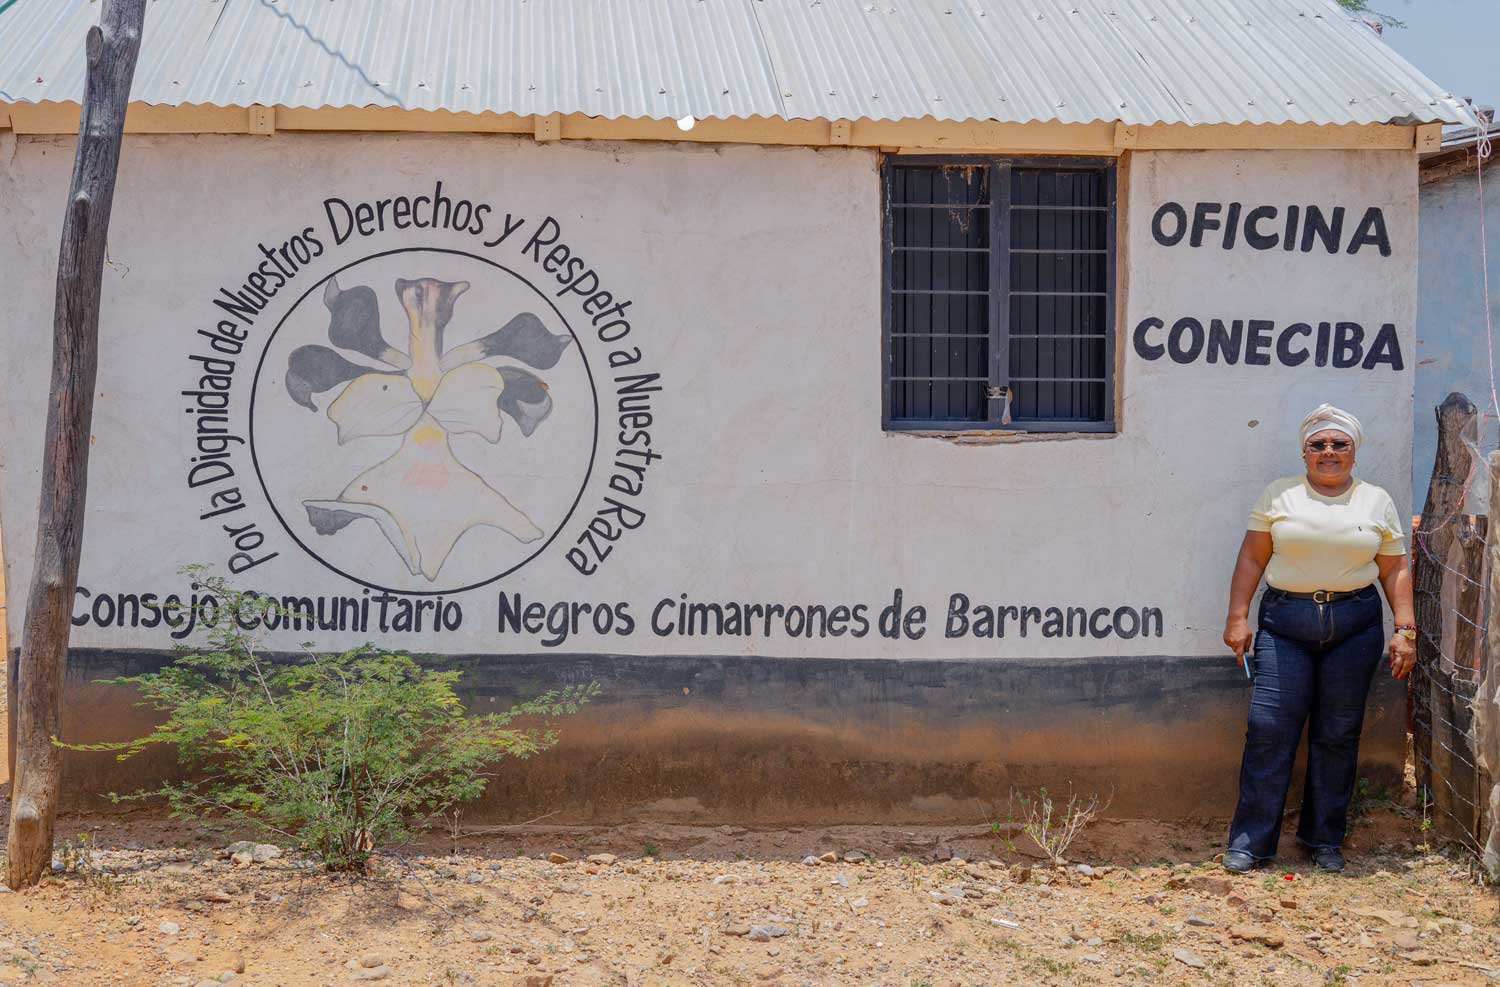 Por la Dignidad de Nuestros Derechos y Respeto a Nuestra Raza
OFICINA
CONECIBA
Consejo Comunitario Negros Cimarrones de Barrancon